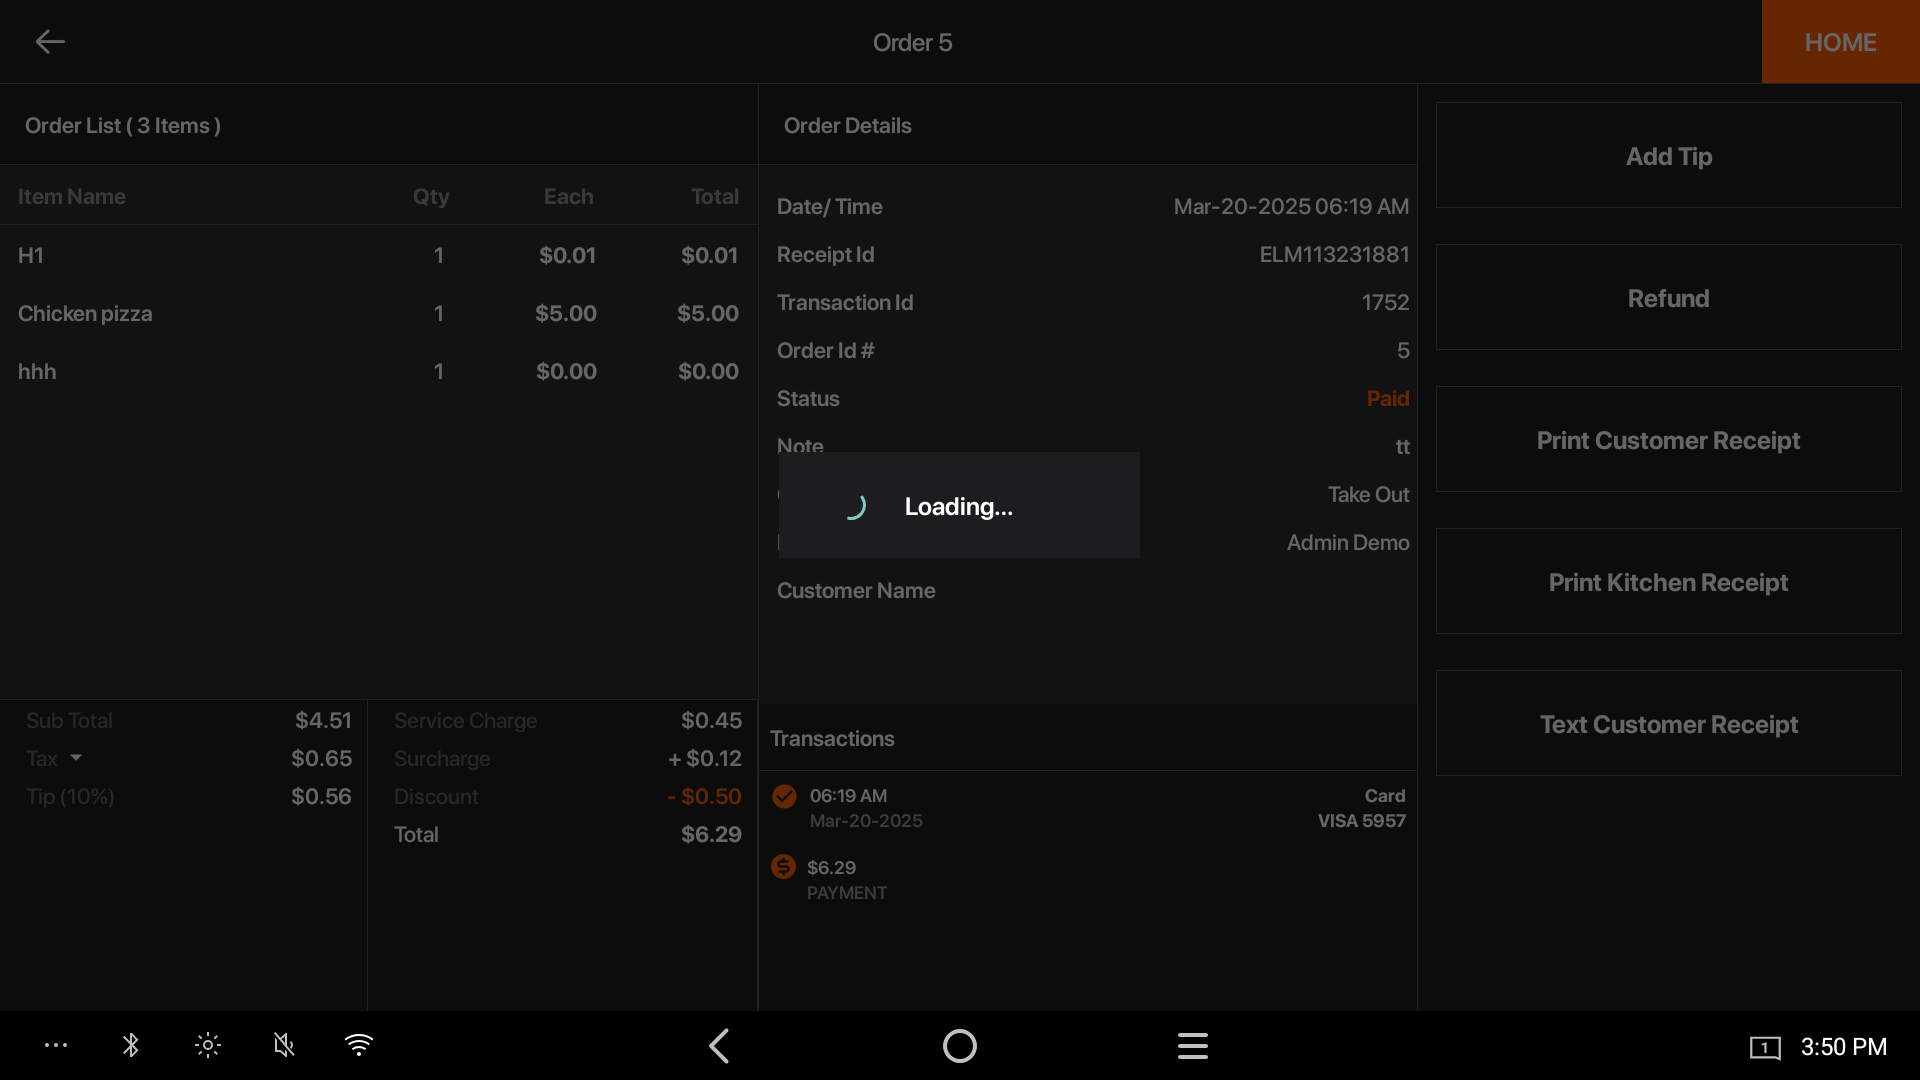 Order 5
HOME
Order List ( 3 Items )
Item Name Qty Each Total
H1 1 $0.01 $0.01
Chicken pizza 1 $5.00 $5.00
hhh 1 $0.00 $0.00
Sub Total $4.51
Tax $0.65
Tip (10%) $0.56
Service Charge $0.45
Surcharge + $0.12
Discount - $0.50
Total $6.29
Order Details
Date/ Time Mar-20-2025 06:19 AM
Receipt Id ELM113231881
Transaction Id 1752
Order Id # 5
Status Paid
Note tt
Take Out
Admin Demo
Customer Name
Loading...
Transactions
06:19 AM Card
Mar-20-2025 VISA 5957
$6.29
PAYMENT
Add Tip
Refund
Print Customer Receipt
Print Kitchen Receipt
Text Customer Receipt
1 3:50 PM